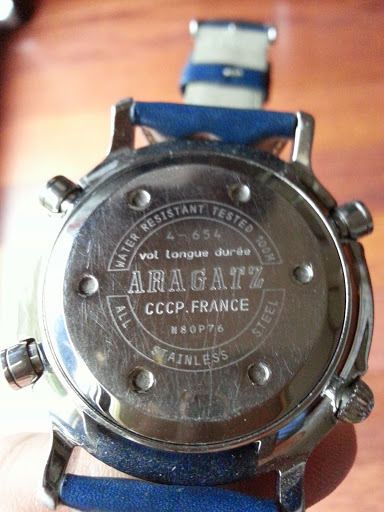 WATER RESISTANT TESTED 100M
4-654
vol longue durée
ARAGATZ
CCCP.FRANCE
N80P76
ALL STAINLESS STEEL